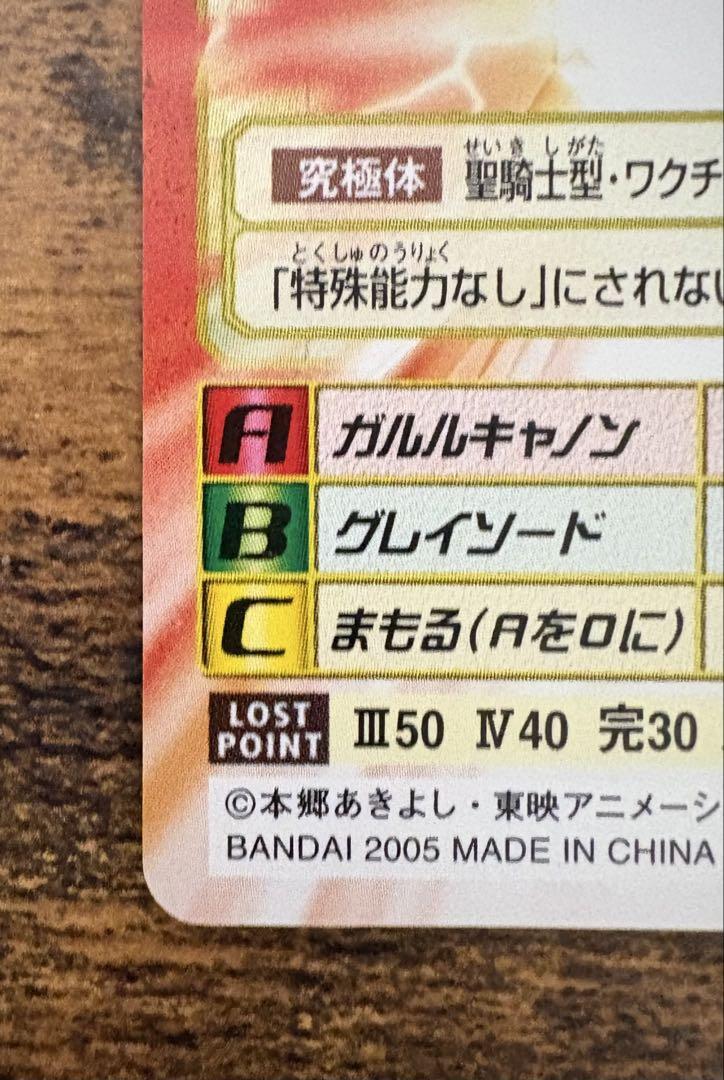 せいきしがた
究極体 聖騎士型・ワクチ
とくしゅのうりょく
「特殊能力なし」にされない
A ガルルキャノン
B グレイソード
C まもる(Aを0に)
LOST POINT Ⅲ50 Ⅳ40 完30
©本郷あきよし・東映アニメーシ
BANDAI 2005 MADE IN CHINA